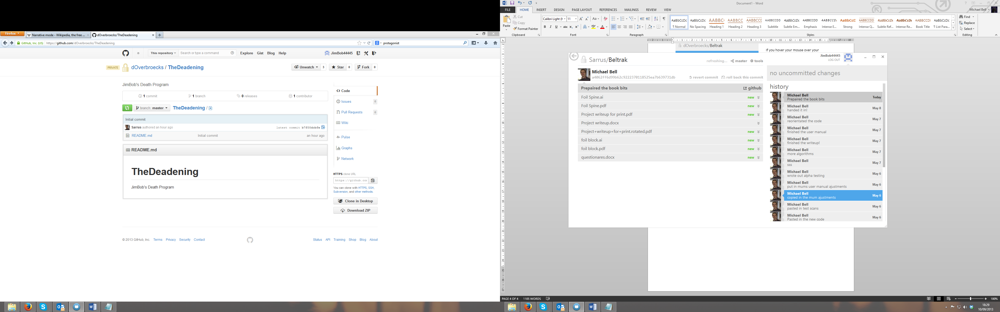 Firefox
Narrative mode - Wikipedia, the free ...
dOverbroecks/TheDeadening
GitHub, Inc. (US)
https://github.com/dOverbroecks/TheDeadening
protagonist
This repository
Search or type a command
Explore
Gist
Blog
Help
JimBob44445
PRIVATE
dOverbroecks / TheDeadening
Unwatch
3
Star
0
Fork
0
JimBob's Death Program
1 commit
1 branch
0 releases
1 contributor
branch: master
TheDeadening /
Initial commit
Sarrus authored an hour ago
latest commit b7f00dcbfe
README.md
Initial commit
an hour ago
README.md
TheDeadening
JimBob's Death Program
Code
Issues
0
Pull Requests
0
Wiki
Pulse
Graphs
Network
HTTPS clone URL
https://github.com
You can clone with HTTPS, SSH,
Subversion, and other methods.
Clone in Desktop
Download ZIP
© 2013 GitHub, Inc.
Terms
Privacy
Security
Contact
Status
API
Training
Shop
Blog
About
Document1 - Word
Michael Bell
FILE
HOME
INSERT
DESIGN
PAGE LAYOUT
REFERENCES
MAILINGS
REVIEW
VIEW
Paste
Cut
Copy
Format Painter
Clipboard
Calibri Light (H
11
Font
Paragraph
¶ Normal
No Spacing
Heading 1
Heading 2
Heading 3
Subtitle
Subtle Em...
Emphasis
Intense E...
Strong
Intense Q...
Subtle Ref...
Intense Re...
Book Title
¶ List Para...
Styles
Find
Replace
Select
Editing
dOverbroecks/Beltrak
If you hover your mouse over your
Sarrus/Beltrak
refreshing...
master
tools
JimBob44445
LOG OUT
Michael Bell
a4062ff6d99b62c9222370118525ea7b639731db
revert commit
roll back this commit
Prepaired the book bits
github
Foil Spine.ai
new
Foil Spine.pdf
new
Project writeup for print.pdf
new
Project writeup.docx
Project+writeup+for+print.rotated.pdf
new
foil block.ai
new
foil block.pdf
new
questionares.docx
new
no uncommitted changes
history
Michael Bell
Prepaired the book bits
Today
Michael Bell
handed it in!
May 8
Michael Bell
reorientated the code
May 7
Michael Bell
finished the user manual
May 7
Michael Bell
finished the writeup!
May 7
Michael Bell
more algorithms
May 7
Michael Bell
sss
May 7
Michael Bell
wrote out alpha testing
May 6
Michael Bell
put in mums user manual ajustments
May 6
Michael Bell
copied in the mum ajustments
May 6
Michael Bell
pasted in test scans
May 6
Michael Bell
Pasted in the new code
May 6
PAGE 4 OF 4
1105 WORDS
100%
18:29
10/09/2013